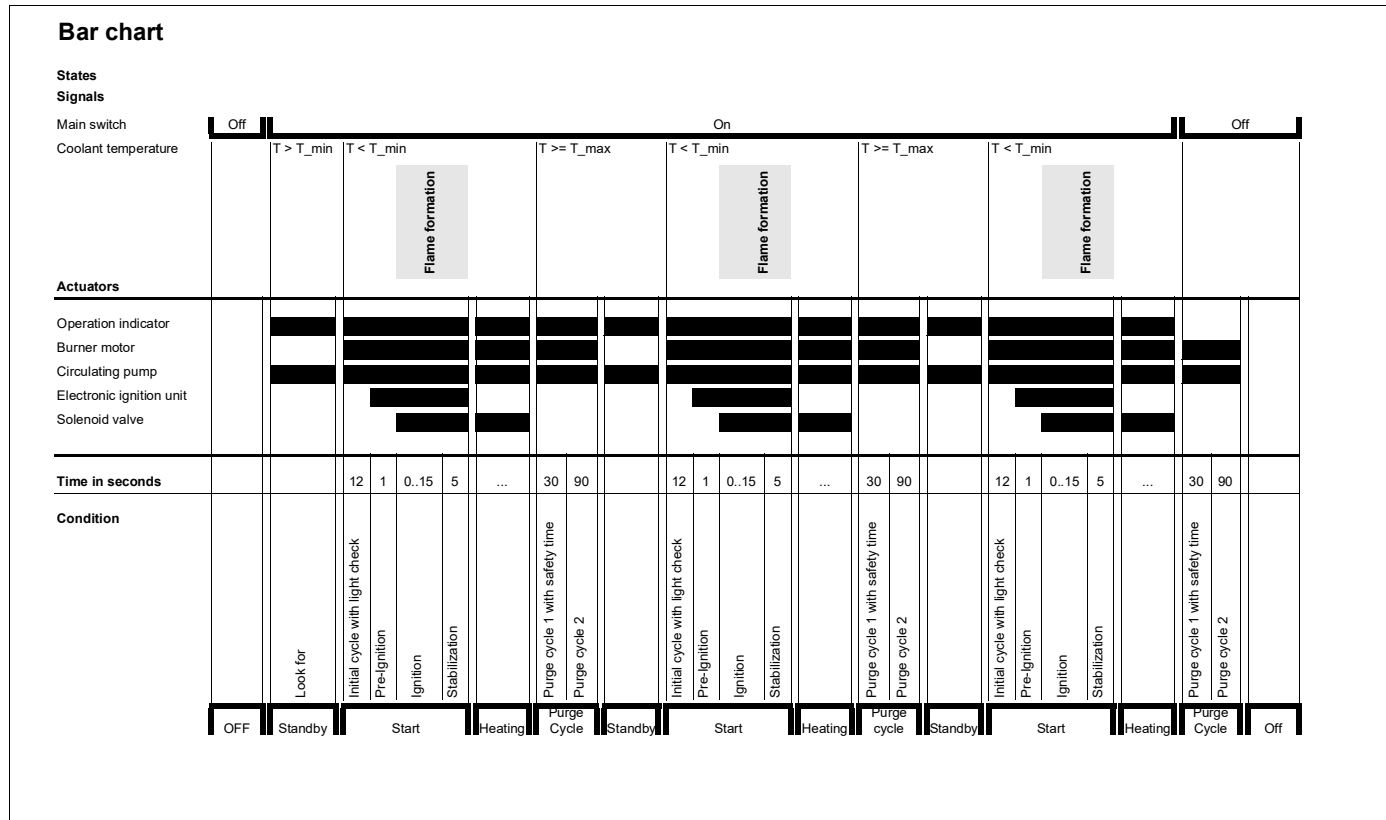 Bar chart
States
Signals
Main switch Off On Off
Coolant temperature T > T_min T < T_min T >= T_max T < T_min T >= T_max T < T_min
Flame formation Flame formation Flame formation
Actuators
Operation indicator
Burner motor
Circulating pump
Electronic ignition unit
Solenoid valve
Time in seconds 12 1 0..15 5 ... 30 90 12 1 0..15 5 ... 30 90 12 1 0..15 5 ... 30 90
Condition
Look for
Initial cycle with light check
Pre-Ignition
Ignition
Stabilization
Purge cycle 1 with safety time
Purge cycle 2
Initial cycle with light check
Pre-Ignition
Ignition
Stabilization
Purge cycle 1 with safety time
Purge cycle 2
Initial cycle with light check
Pre-Ignition
Ignition
Stabilization
Purge cycle 1 with safety time
Purge cycle 2
OFF
Standby
Start
Heating
Purge
Cycle
Standby
Start
Heating
Purge
cycle
Standby
Start
Heating
Purge
Cycle
Off